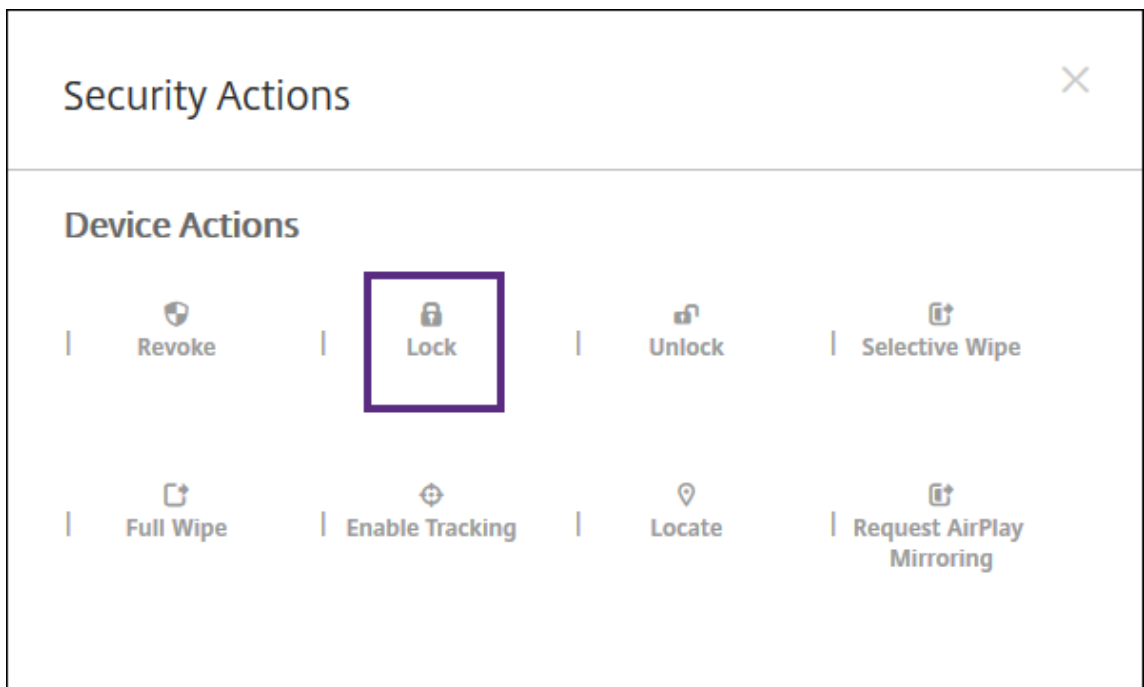 Security Actions
Device Actions
Revoke
Lock
Unlock
Selective Wipe
Full Wipe
Enable Tracking
Locate
Request AirPlay
Mirroring